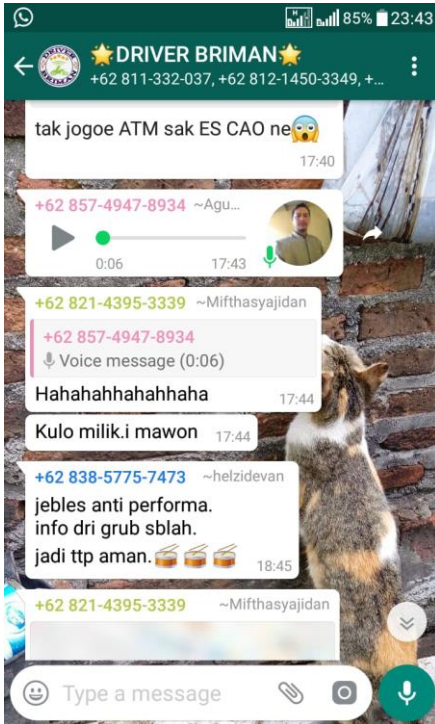 85% 23:43
🌟DRIVER BRIMAN🌟
+62 811-332-037, +62 812-1450-3349, +...
tak jogoe ATM sak ES CAO ne😱
17:40
+62 857-4947-8934 ~Agu...
0:06 17:43
+62 821-4395-3339 ~Mifthasyajidan
+62 857-4947-8934
Voice message (0:06)
Hahahahhahahhaha
17:44
Kulo milik.i mawon 17:44
+62 838-5775-7473 ~helzidevan
jebles anti performa.
info dri grub sblah.
jadi ttp aman.🥁🥁🥁
18:45
+62 821-4395-3339 ~Mifthasyajidan
Type a message